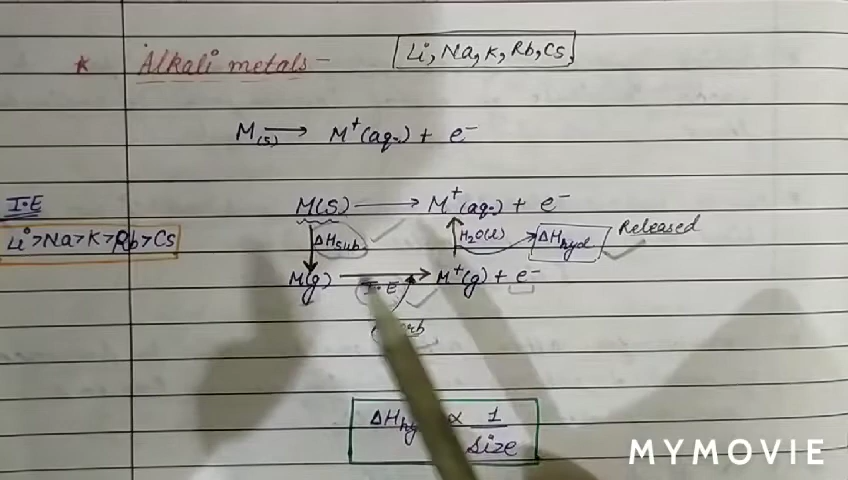 * Alkali metals - Li, Na, K, Rb, Cs,
M(s) → M⁺(aq.) + e⁻
I.E
M(s) → M⁺(aq.) + e⁻
Li > Na > K > Rb > Cs
ΔHsub H₂O(l) → ΔHhyd Released
M(g) → M⁺(g) + e⁻
I.E
ΔHhy ∝ 1/size
MYMOVIE